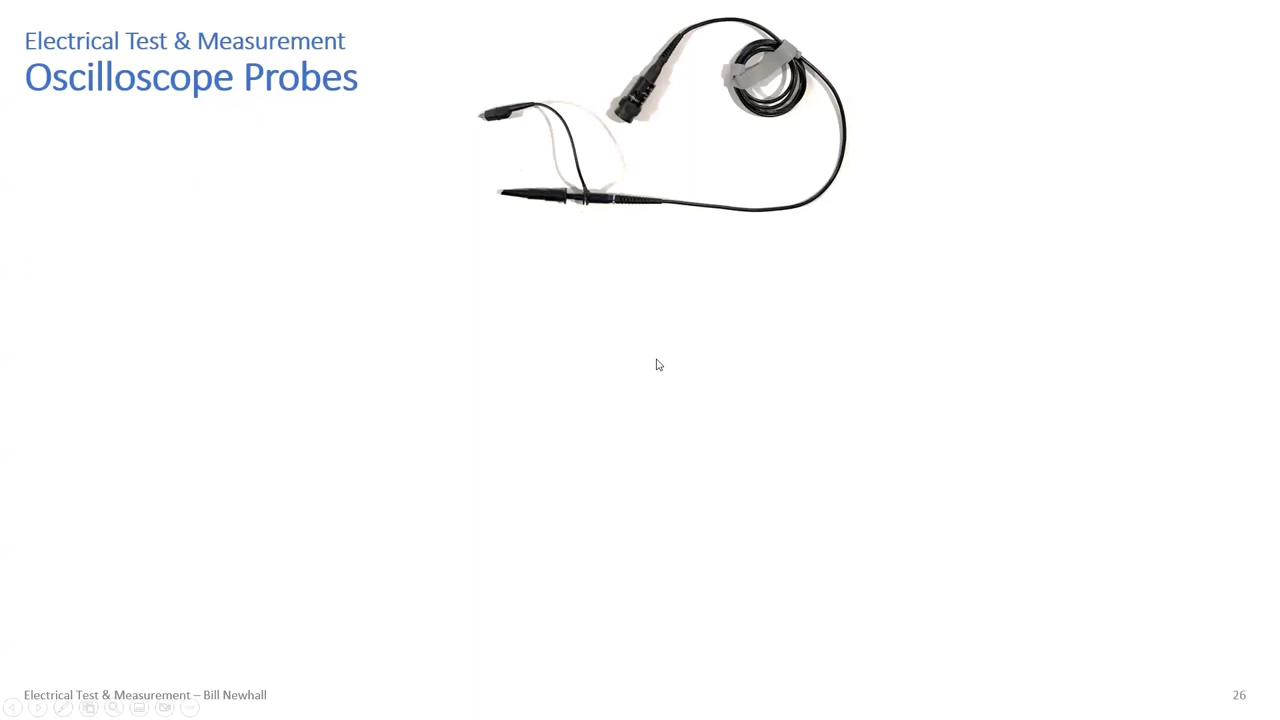 Electrical Test & Measurement
Oscilloscope Probes
Electrical Test & Measurement – Bill Newhall
26